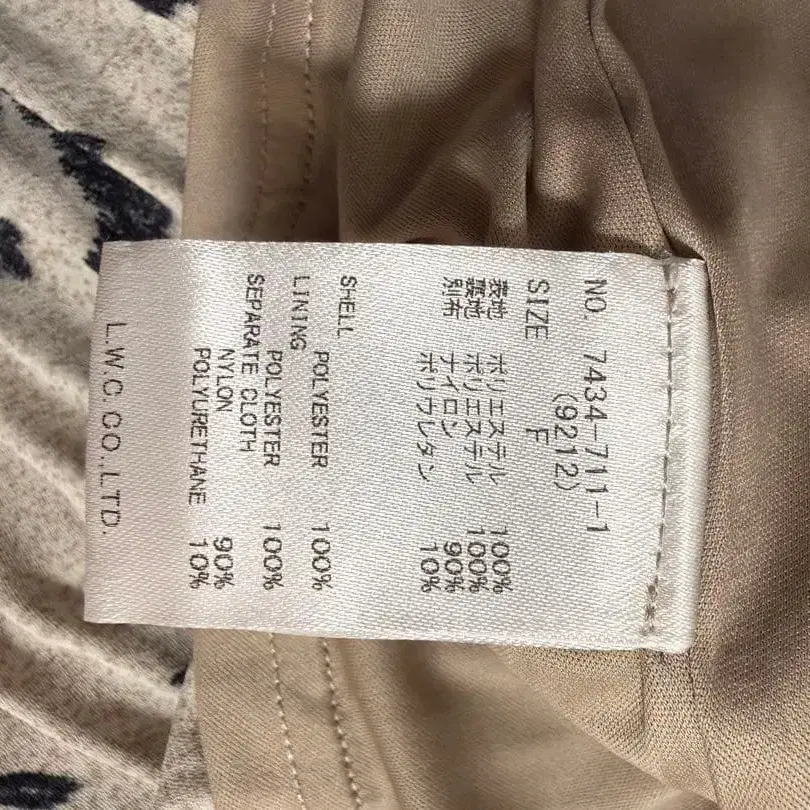 NO. 7434-711-1
(9212)
SIZE F
表地 ポリエステル 100%
裏地 ポリエステル 100%
別布 ナイロン 90%
ポリウレタン 10%
SHELL
POLYESTER 100%
LINING
POLYESTER 100%
SEPARATE CLOTH
NYLON 90%
POLYURETHANE 10%
L.W.C.CO.,LTD.